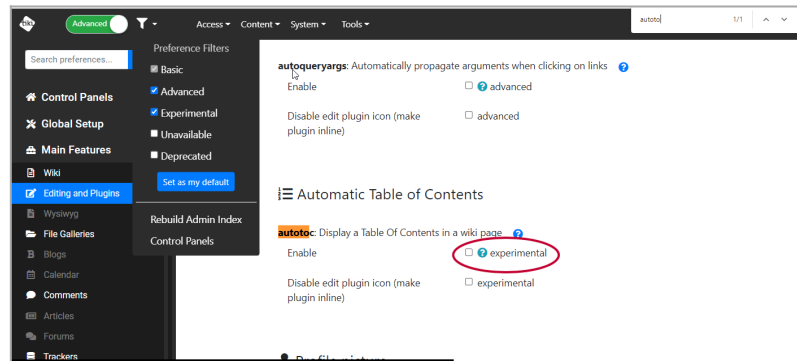 tiki
Advanced
Access
Content
System
Tools
autoto
1/1
Search preferences...
Control Panels
Global Setup
Main Features
Wiki
Editing and Plugins
Wysiwyg
File Galleries
Blogs
Calendar
Comments
Articles
Forums
Trackers
Preference Filters
Basic
Advanced
Experimental
Unavailable
Deprecated
Set as my default
Rebuild Admin Index
Control Panels
autoqueryargs: Automatically propagate arguments when clicking on links
Enable
advanced
Disable edit plugin icon (make
plugin inline)
advanced
Automatic Table of Contents
autotoc: Display a Table Of Contents in a wiki page
Enable
experimental
Disable edit plugin icon (make
plugin inline)
experimental
Profile picture